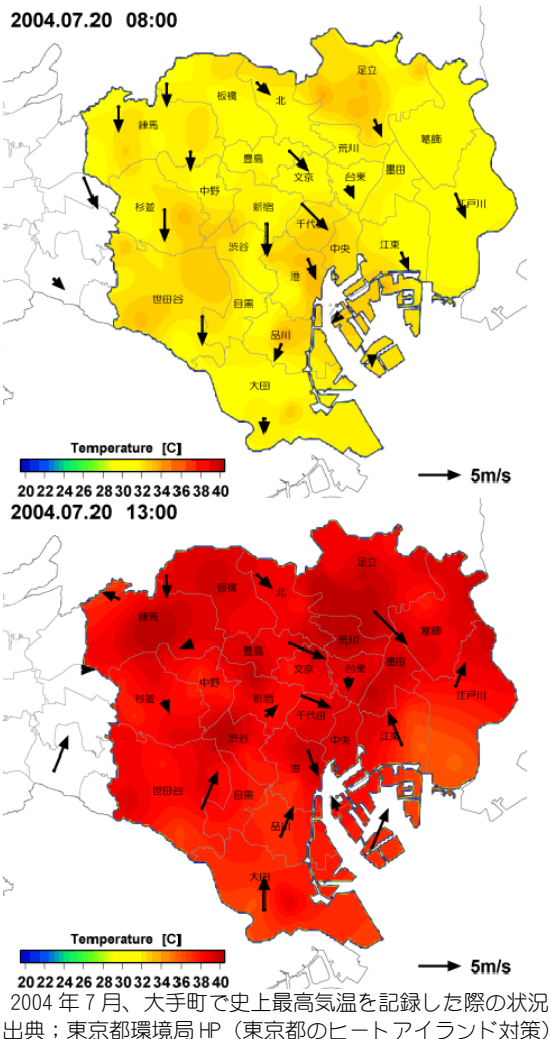 2004.07.20 08:00
足立
板橋
北
練馬
葛飾
荒川
豊島
墨田
文京
台東
中野
杉並
新宿
江戸川
千代田
渋谷
中央
江東
港
世田谷
目黒
品川
大田
Temperature [C]
20 22 24 26 28 30 32 34 36 38 40
5m/s
2004.07.20 13:00
足立
板橋
北
練馬
荒川
葛飾
豊島
文京
台東
墨田
中野
杉並
新宿
江戸川
千代田
渋谷
中央
江東
港
世田谷
目黒
品川
大田
Temperature [C]
20 22 24 26 28 30 32 34 36 38 40
5m/s
2004 年 7 月、大手町で史上最高気温を記録した際の状況
出典；東京都環境局 HP（東京都のヒートアイランド対策）